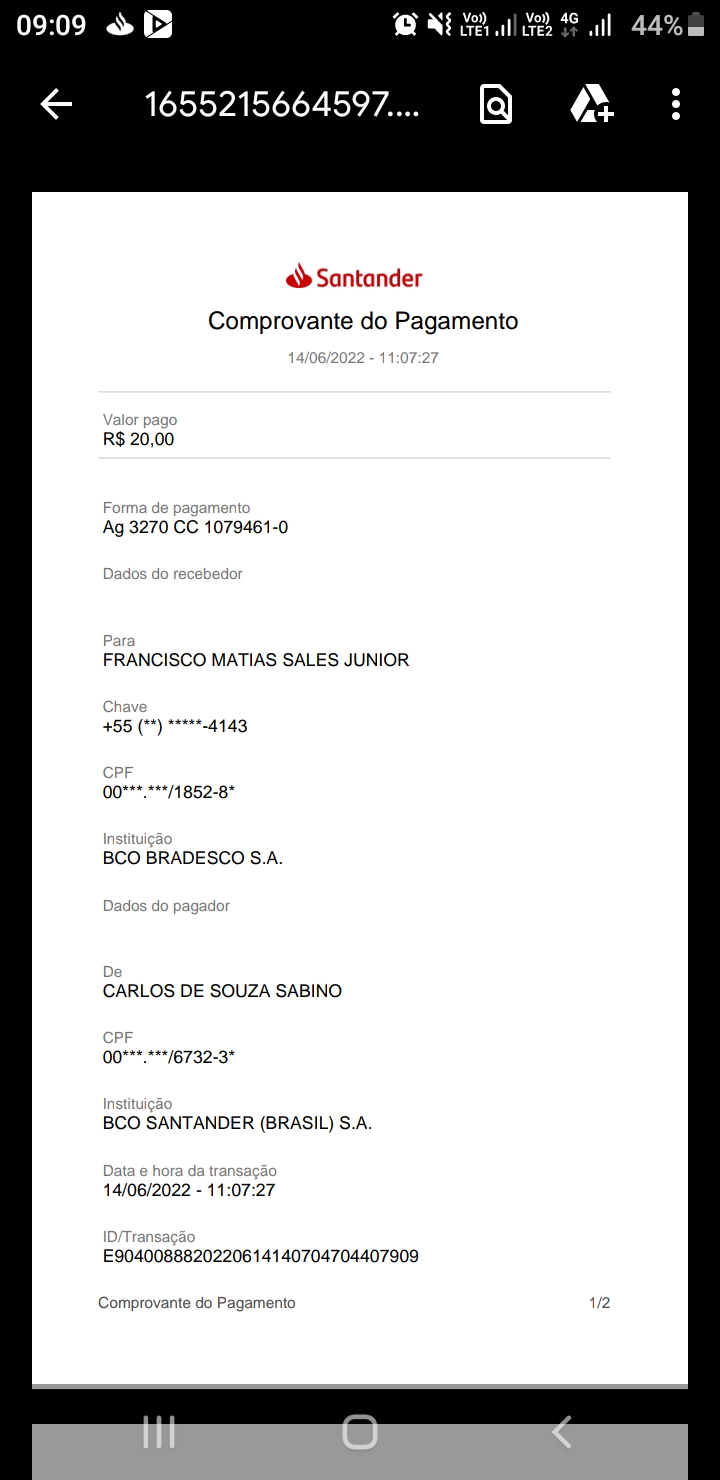 09:09 Vo)) LTE1 Vo)) LTE2 4G 44%
1655215664597....
Santander
Comprovante do Pagamento
14/06/2022 - 11:07:27
Valor pago
R$ 20,00
Forma de pagamento
Ag 3270 CC 1079461-0
Dados do recebedor
Para
FRANCISCO MATIAS SALES JUNIOR
Chave
+55 (**) *****-4143
CPF
00***.***/1852-8*
Instituição
BCO BRADESCO S.A.
Dados do pagador
De
CARLOS DE SOUZA SABINO
CPF
00***.***/6732-3*
Instituição
BCO SANTANDER (BRASIL) S.A.
Data e hora da transação
14/06/2022 - 11:07:27
ID/Transação
E9040088820220614140704704407909
Comprovante do Pagamento 1/2